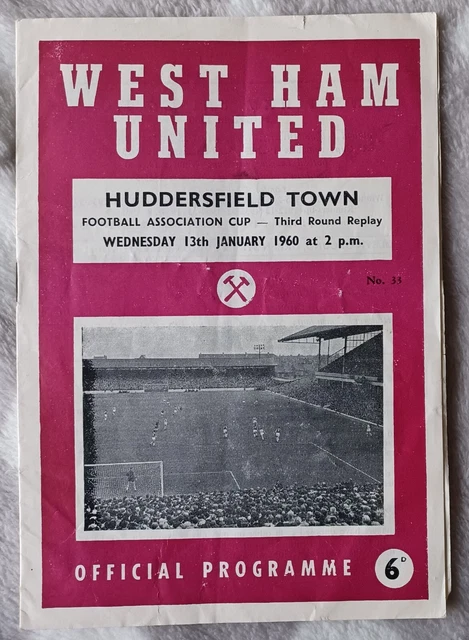 WEST HAM
UNITED
HUDDERSFIELD TOWN
FOOTBALL ASSOCIATION CUP — Third Round Replay
WEDNESDAY 13th JANUARY 1960 at 2 p.m.
No. 33
OFFICIAL PROGRAMME 6D